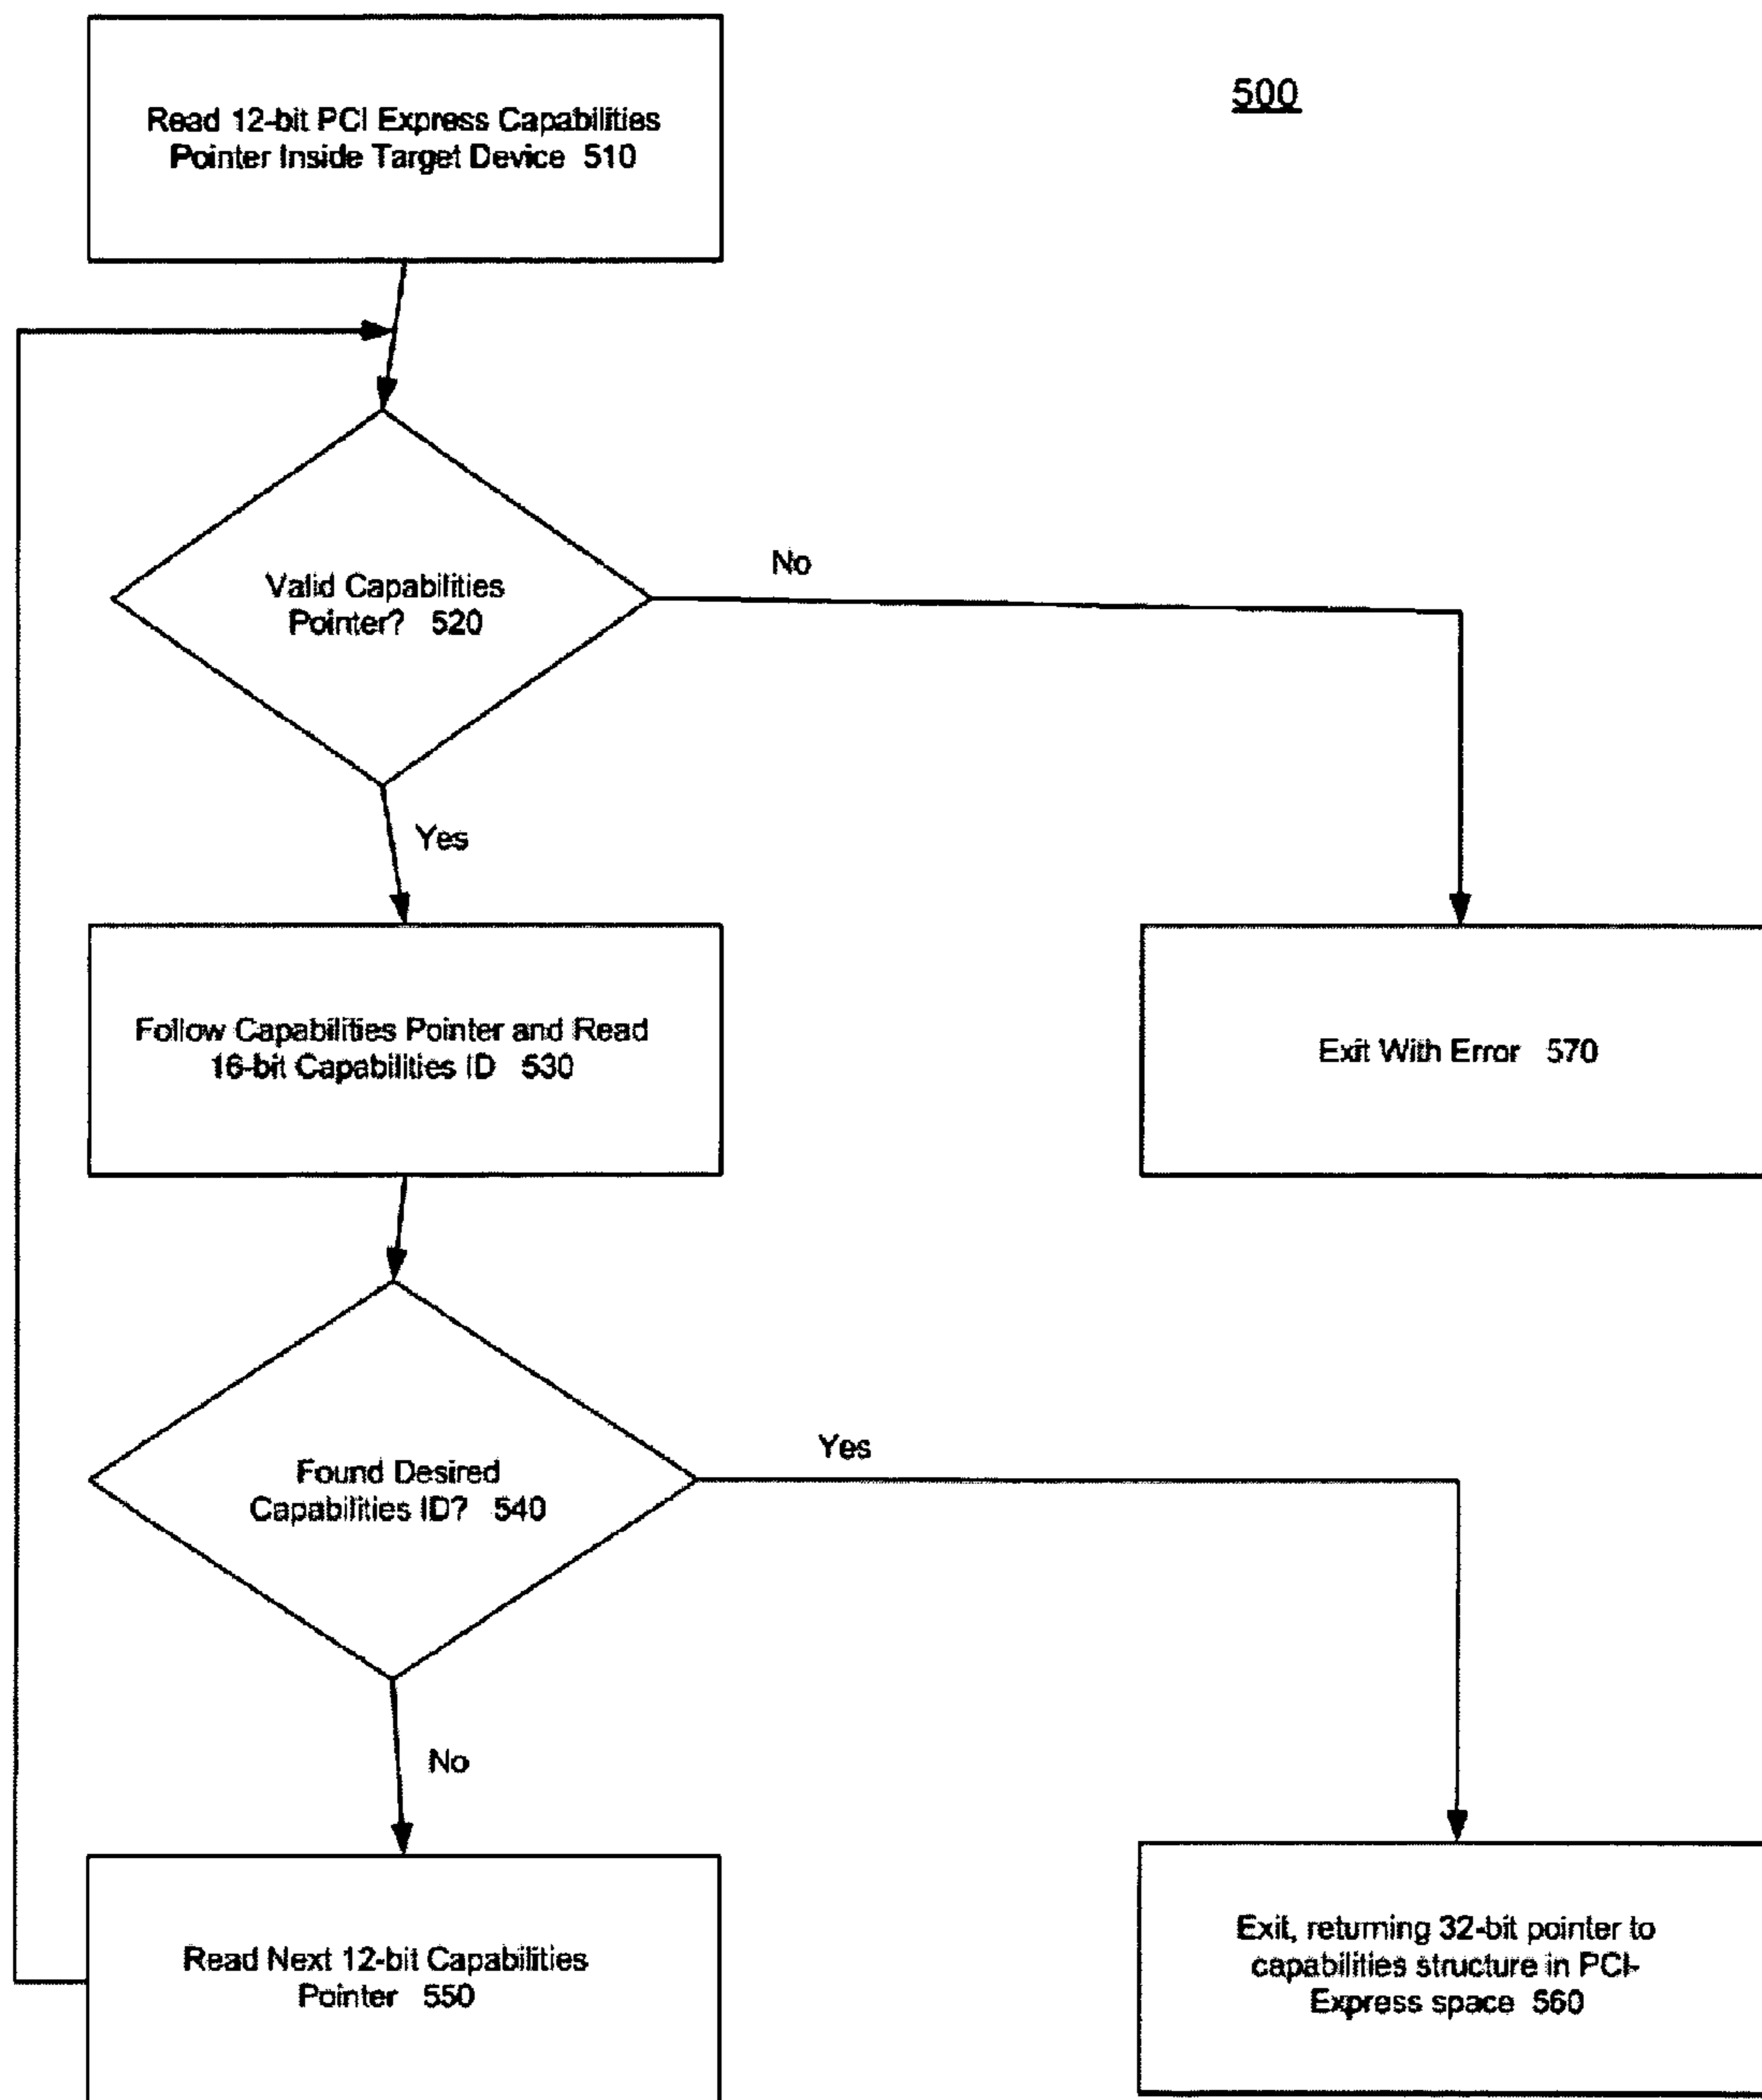 500
Read 12-bit PCI Express Capabilities
Pointer Inside Target Device 510
Valid Capabilities
Pointer? 520
No
Yes
Follow Capabilities Pointer and Read
16-bit Capabilities ID 530
Exit With Error 570
Found Desired
Capabilities ID? 540
Yes
No
Read Next 12-bit Capabilities
Pointer 550
Exit, returning 32-bit pointer to
capabilities structure in PCI-
Express space 560